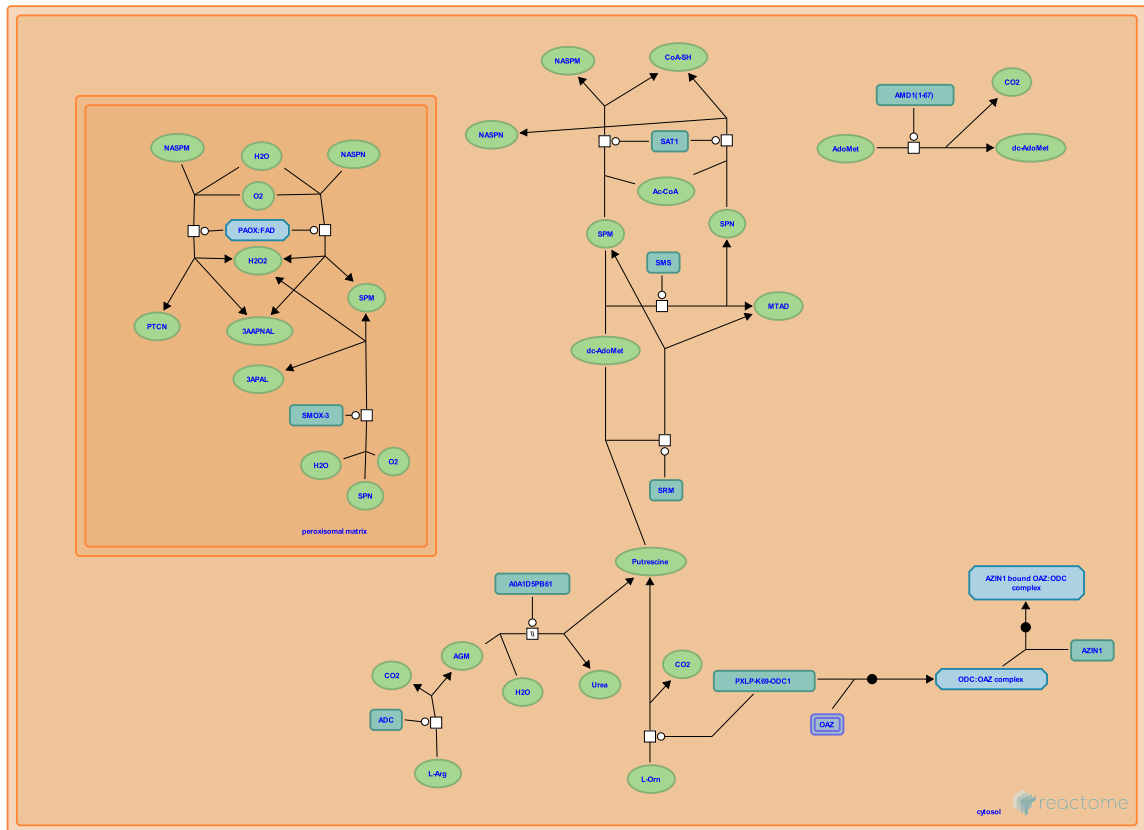 NASPM
CoA-SH
CO2
AMD1(1-67)
NASPN
SAT1
AdoMet
dc-AdoMet
NASPM
H2O
NASPN
O2
Ac-CoA
PAOX:FAD
SPM
SPN
H2O2
SMS
SPM
MTAD
PTCN
3AAPNAL
dc-AdoMet
3APAL
SMOX-3
H2O
O2
SPN
SRM
peroxisomal matrix
Putrescine
A0A1D5PB61
AZIN1 bound OAZ:ODC
complex
AGM
CO2
AZIN1
CO2
H2O
Urea
PXLP-K69-ODC1
ODC:OAZ complex
ADC
OAZ
L-Arg
L-Orn
cytosol
reactome